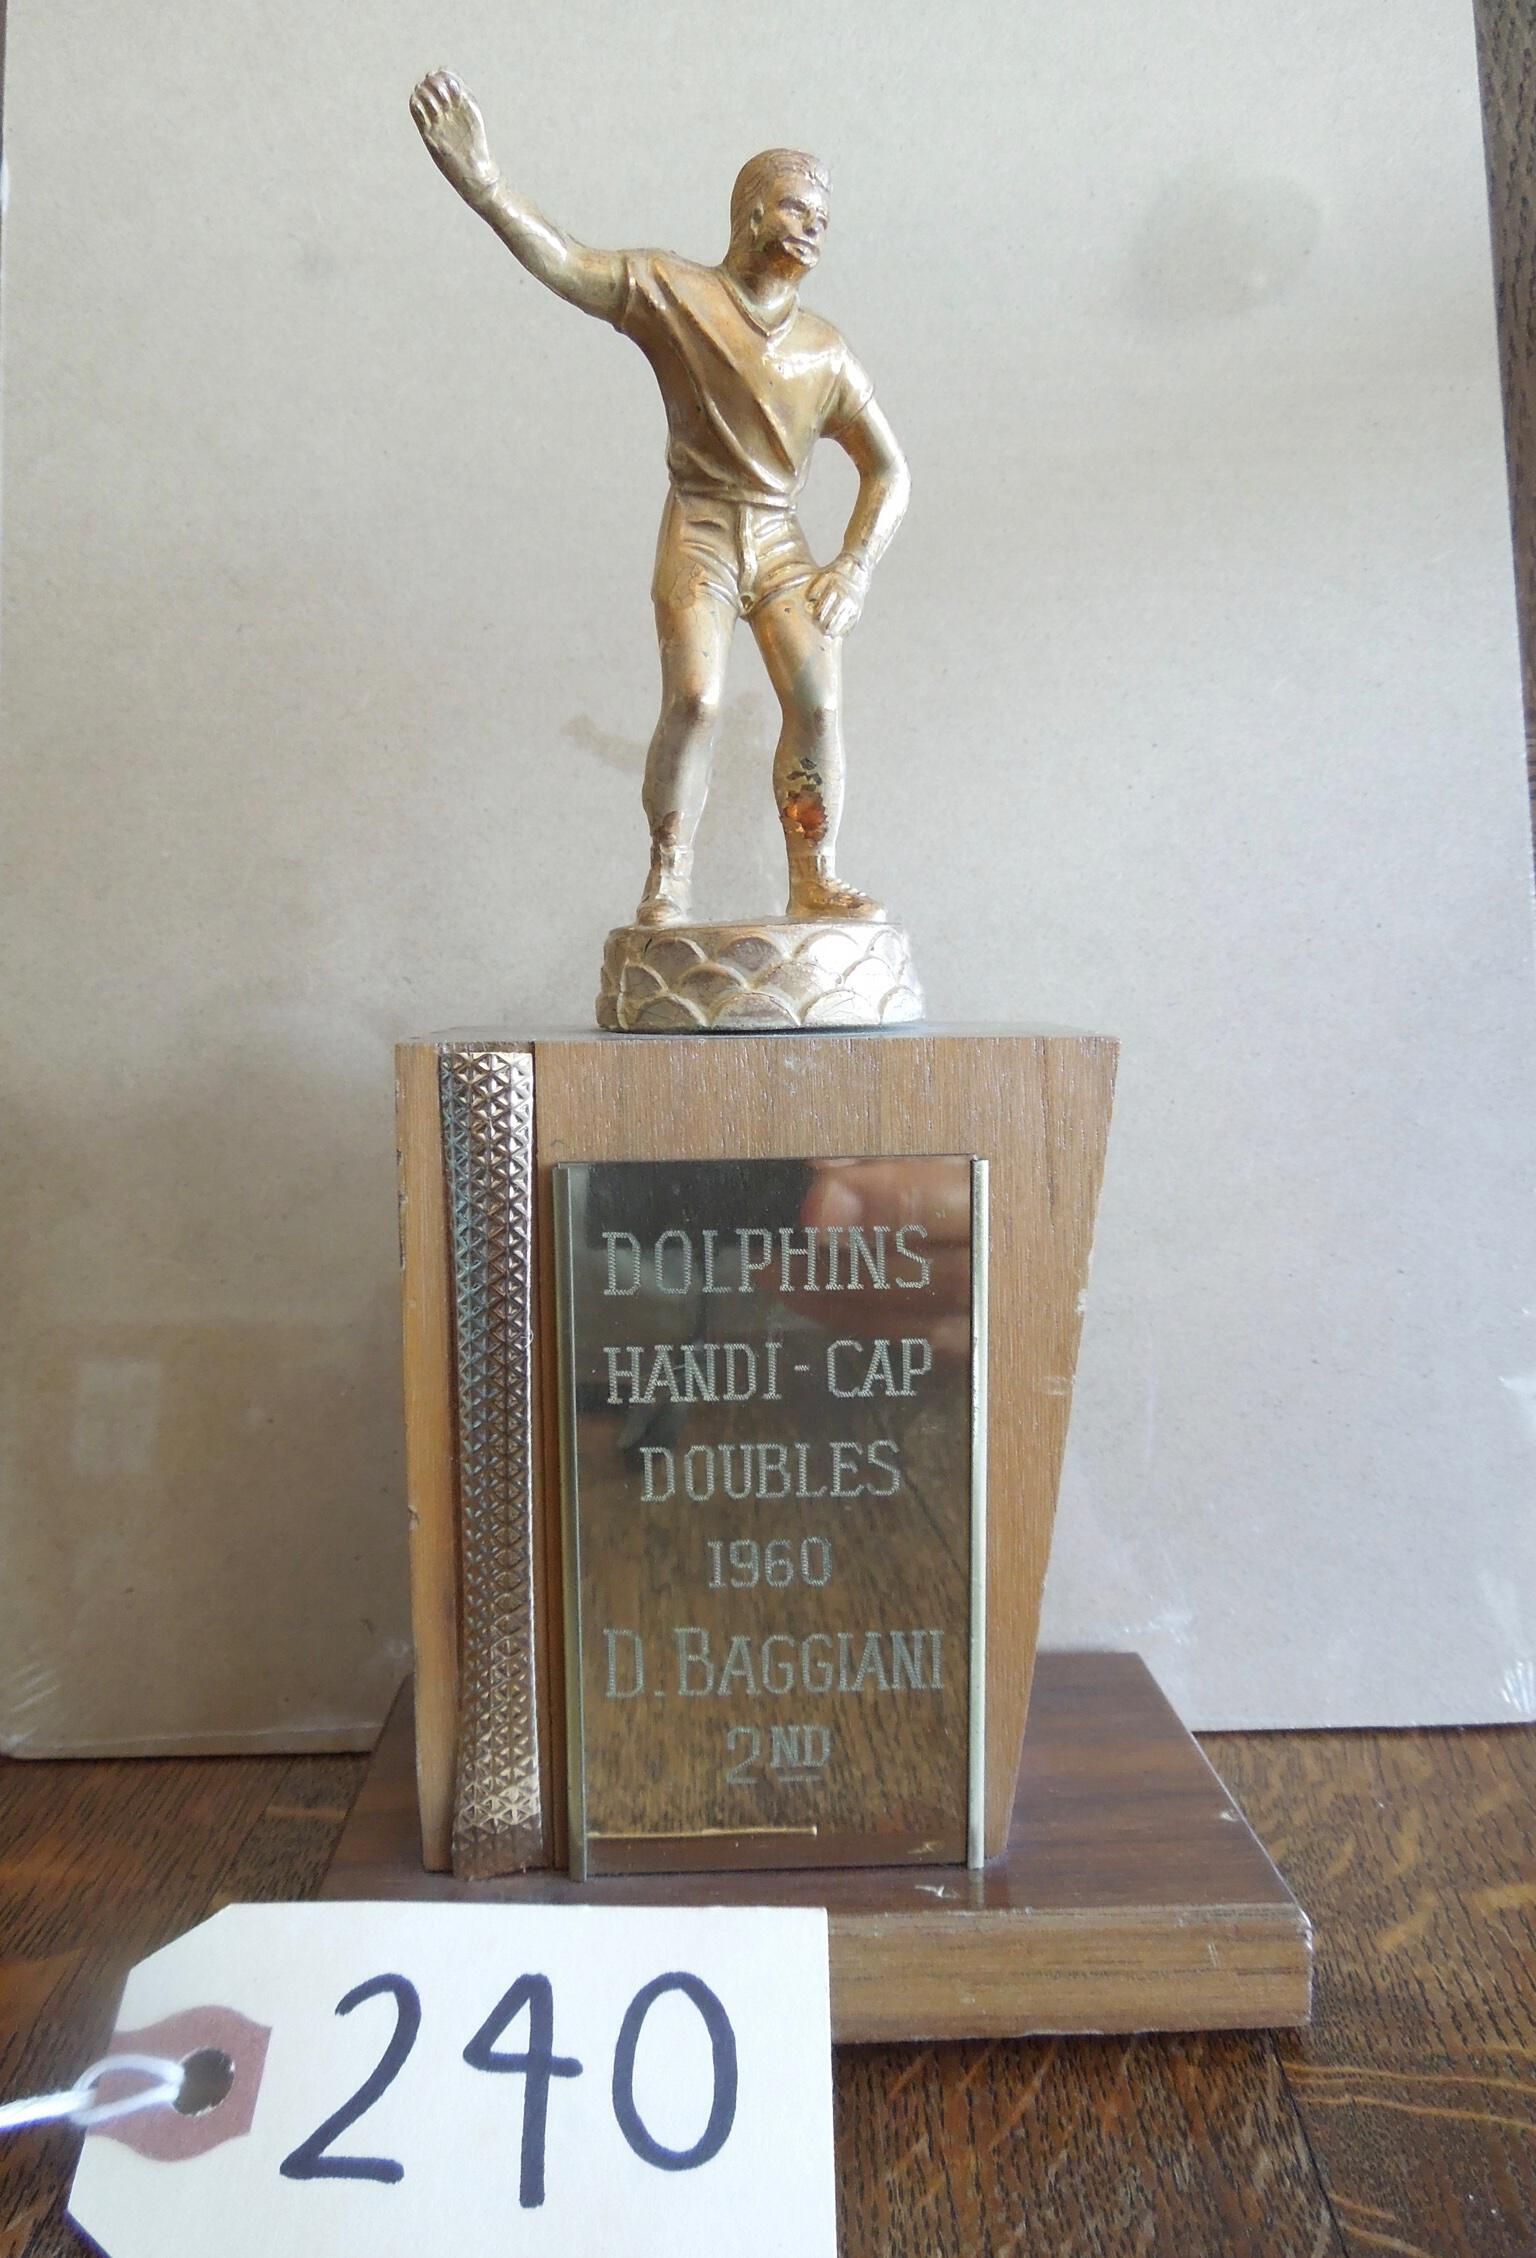 DOLPHINS
HANDI-CAP
DOUBLES
1960
D. BAGGIANI
2ND
240